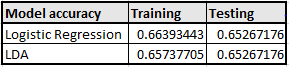 Model accuracy Training Testing
Logistic Regression 0.66393443 0.65267176
LDA 0.65737705 0.65267176